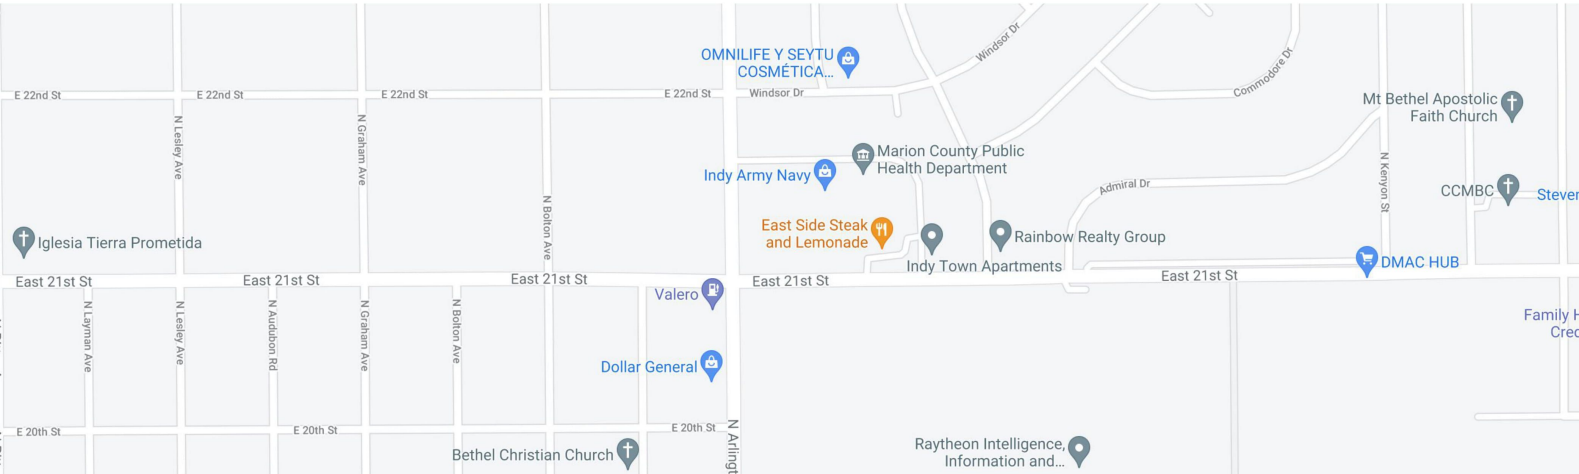 Windsor Dr
OMNILIFE Y SEYTU
COSMÉTICA...
Commodore Dr
E 22nd St
E 22nd St
E 22nd St
E 22nd St
Windsor Dr
Mt Bethel Apostolic
Faith Church
N Lesley Ave
N Graham Ave
Marion County Public
Health Department
Indy Army Navy
Admiral Dr
N Kenyon St
CCMBC
Steven
N Bolton Ave
East Side Steak
and Lemonade
Iglesia Tierra Prometida
Rainbow Realty Group
Indy Town Apartments
DMAC HUB
East 21st St
East 21st St
East 21st St
East 21st St
East 21st St
Valero
N Layman Ave
N Lesley Ave
N Audubon Rd
N Graham Ave
N Bolton Ave
Family H
Cred
Dollar General
E 20th St
E 20th St
E 20th St
N Arlingt
Bethel Christian Church
Raytheon Intelligence,
Information and...